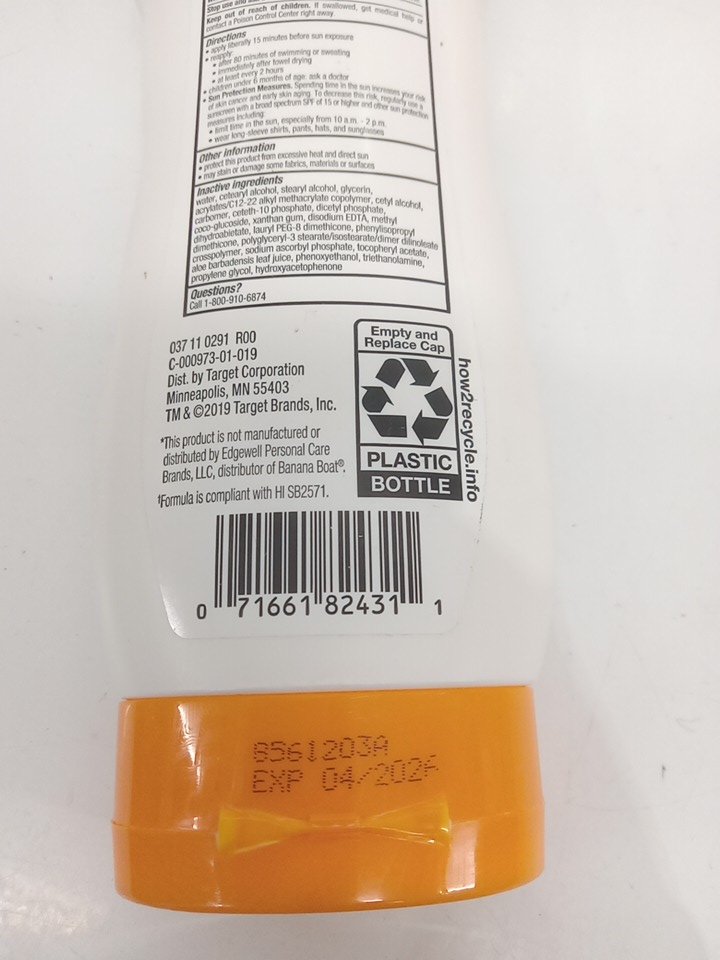 Stop use and
Keep out of reach of children. If swallowed, get medical help or
contact a Poison Control Center right away.
Directions
• apply liberally 15 minutes before sun exposure
• reapply:
• after 80 minutes of swimming or sweating
• immediately after towel drying
• at least every 2 hours
• children under 6 months of age: ask a doctor
• Sun Protection Measures. Spending time in the sun increases your risk
of skin cancer and early skin aging. To decrease this risk, regularly use a
sunscreen with a broad spectrum SPF of 15 or higher and other sun protection
measures including:
• limit time in the sun, especially from 10 a.m. - 2 p.m.
• wear long-sleeve shirts, pants, hats, and sunglasses
Other information
• protect this product from excessive heat and direct sun
• may stain or damage some fabrics, materials or surfaces
Inactive ingredients
water, cetearyl alcohol, stearyl alcohol, glycerin,
acrylates/C12-22 alkyl methacrylate copolymer, cetyl alcohol,
carbomer, ceteth-10 phosphate, dicetyl phosphate,
coco-glucoside, xanthan gum, disodium EDTA, methyl
dihydroabietate, lauryl PEG-8 dimethicone, phenylisopropyl
dimethicone, polyglyceryl-3 stearate/isostearate/dimer dilinoleate
crosspolymer, sodium ascorbyl phosphate, tocopheryl acetate,
aloe barbadensis leaf juice, phenoxyethanol, triethanolamine,
propylene glycol, hydroxyacetophenone
Questions?
Call 1-800-910-6874
037 11 0291 R00
C-000973-01-019
Dist. by Target Corporation
Minneapolis, MN 55403
TM & ©2019 Target Brands, Inc.
*This product is not manufactured or
distributed by Edgewell Personal Care
Brands, LLC, distributor of Banana Boat®.
†Formula is compliant with HI SB2571.
Empty and
Replace Cap
PLASTIC
BOTTLE
how2recycle.info
0 71661 82431 1
8561203A
EXP 04/2026